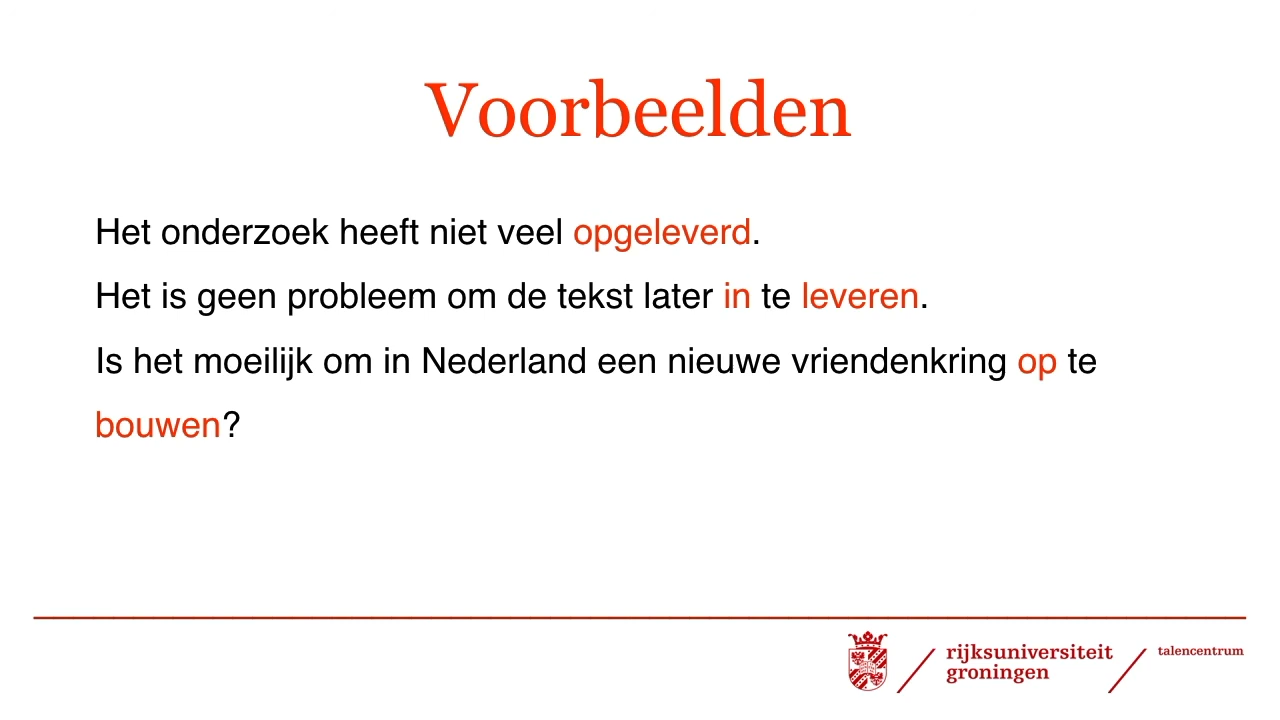 Voorbeelden
Het onderzoek heeft niet veel opgeleverd.
Het is geen probleem om de tekst later in te leveren.
Is het moeilijk om in Nederland een nieuwe vriendenkring op te
bouwen?
rijksuniversiteit
groningen
talencentrum